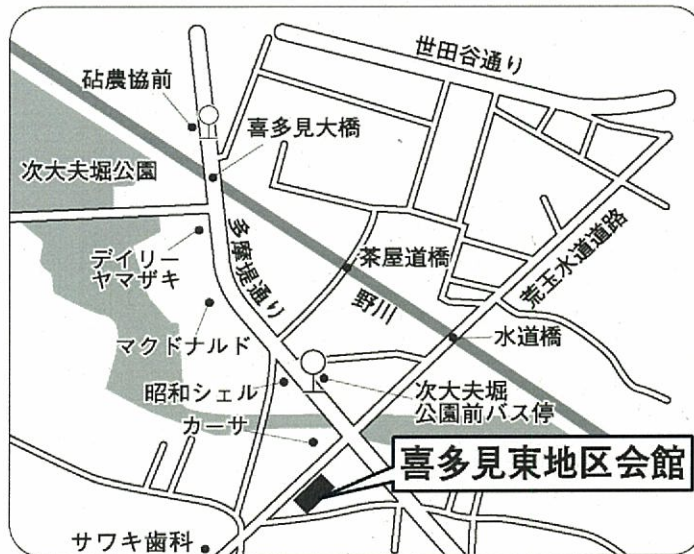 世田谷通り
砧農協前
喜多見大橋
次大夫堀公園
多摩堤通り
デイリー
ヤマザキ
茶屋道橋
野川
荒玉水道道路
マクドナルド
水道橋
昭和シェル
次大夫堀
公園前バス停
カーサ
喜多見東地区会館
サワキ歯科